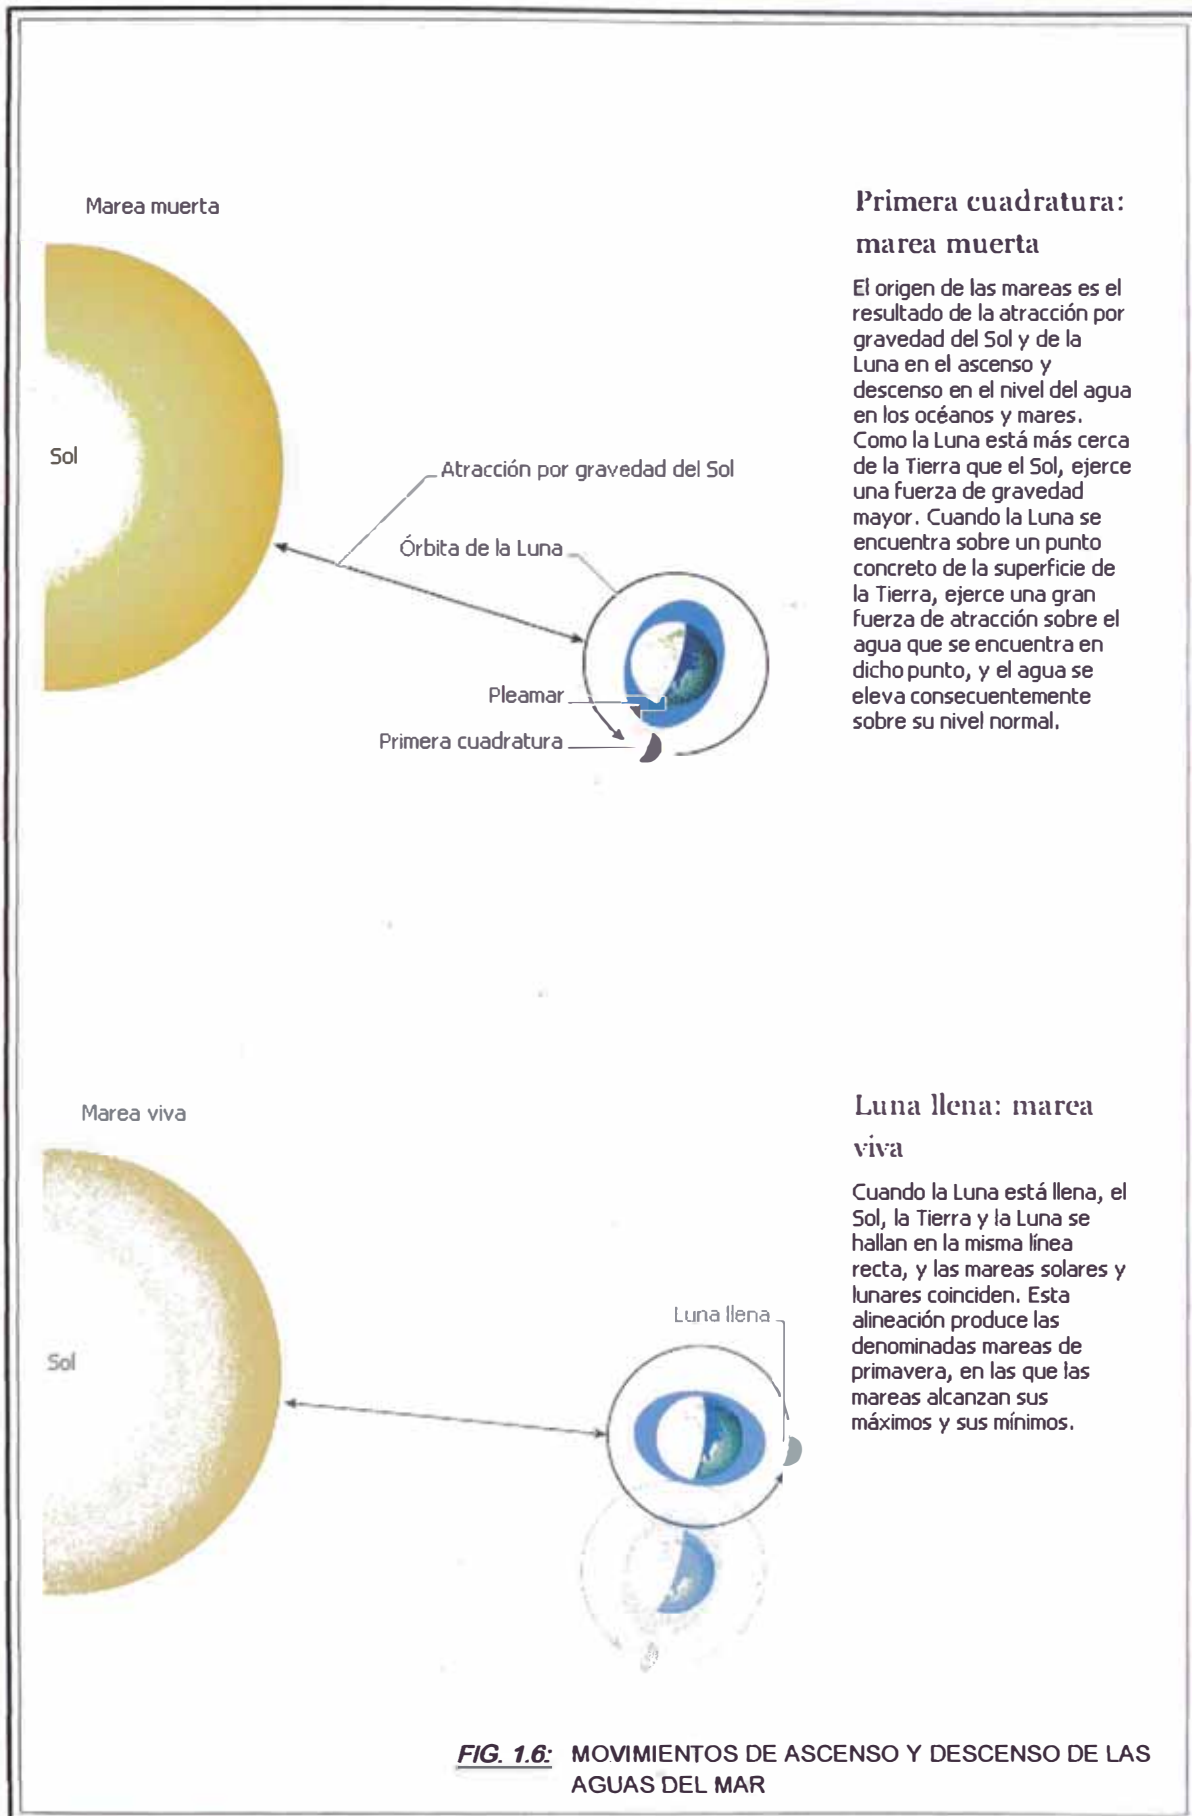 Marea muerta
Sol
Atracción por gravedad del Sol
Órbita de la Luna
Pleamar
Primera cuadratura
Primera cuadratura:
marea muerta
El origen de las mareas es el
resultado de la atracción por
gravedad del Sol y de la
Luna en el ascenso y
descenso en el nivel del agua
en los océanos y mares.
Como la Luna está más cerca
de la Tierra que el Sol, ejerce
una fuerza de gravedad
mayor. Cuando la Luna se
encuentra sobre un punto
concreto de la superficie de
la Tierra, ejerce una gran
fuerza de atracción sobre el
agua que se encuentra en
dicho punto, y el agua se
eleva consecuentemente
sobre su nivel normal.
Marea viva
Sol
Luna llena
Luna llena: marea
viva
Cuando la Luna está llena, el
Sol, la Tierra y la Luna se
hallan en la misma línea
recta, y las mareas solares y
lunares coinciden. Esta
alineación produce las
denominadas mareas de
primavera, en las que las
mareas alcanzan sus
máximos y sus mínimos.
FIG. 1.6: MOVIMIENTOS DE ASCENSO Y DESCENSO DE LAS
AGUAS DEL MAR